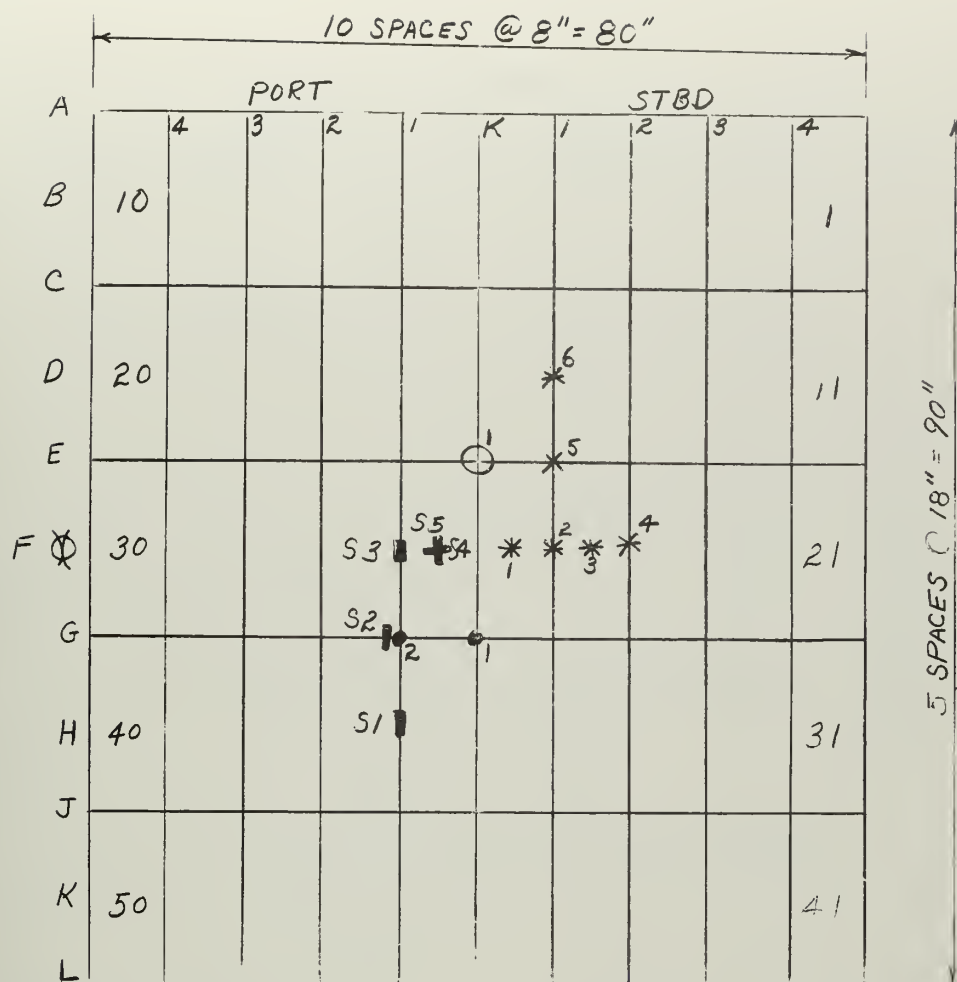 10 SPACES @ 8" = 80"
PORT STBD
A
4 3 2 1 K 1 2 3 4
B 10 1
C
D 20 6 11
E 1 5
S5
F 30 S3 S4 1 2 3 4 21
S2
G 2 1
H 40 S1 31
J
K 50 41
L
5 SPACES @ 18" = 90"